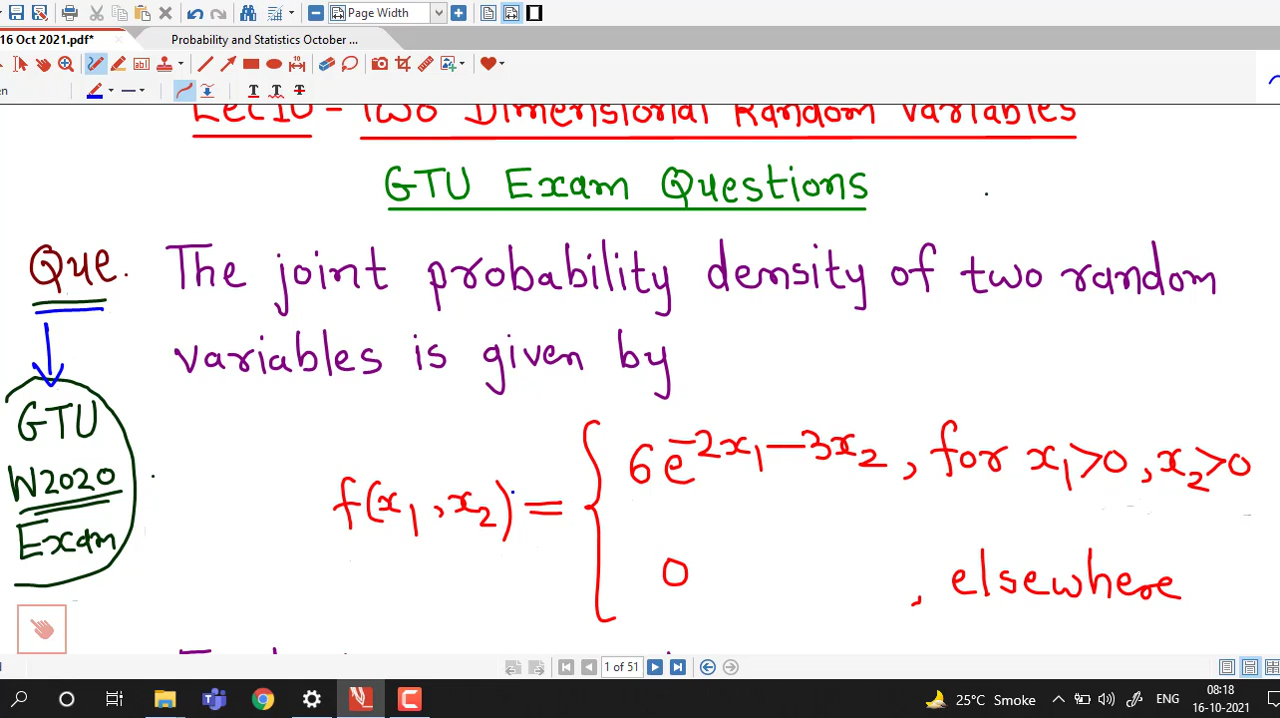 Page Width
16 Oct 2021.pdf*
Probability and Statistics October ...
Lec10 - Two Dimensional Random Variables
GTU Exam Questions
Que. The joint probability density of two random
variables is given by
GTU
W2020
Exam
f(x₁, x₂) = { 6e^{-2x₁-3x₂}, for x₁>0, x₂>0
0, elsewhere
1 of 51
25°C Smoke
ENG
08:18
16-10-2021